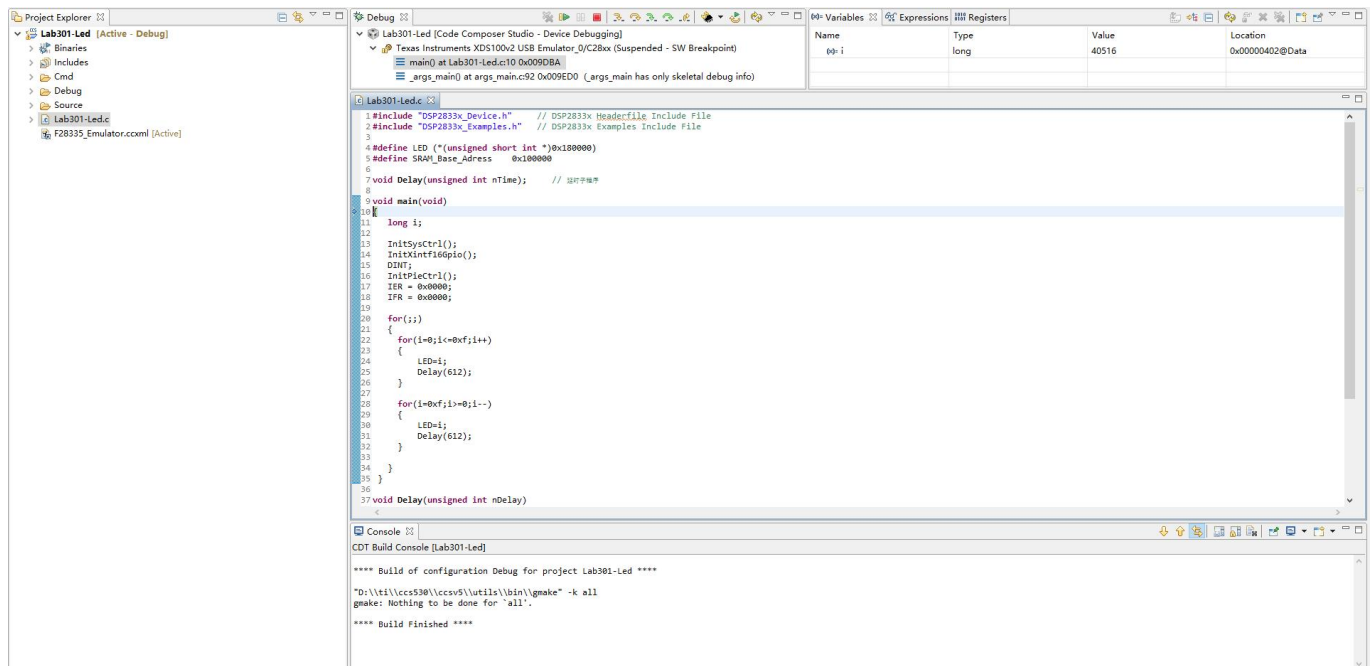 Project Explorer
Lab301-Led [Active - Debug]
Binaries
Includes
Cmd
Debug
Source
Lab301-Led.c
F28335_Emulator.ccxml [Active]
Debug
Lab301-Led [Code Composer Studio - Device Debugging]
Texas Instruments XDS100v2 USB Emulator_0/C28xx (Suspended - SW Breakpoint)
main() at Lab301-Led.c:10 0x009DBA
_args_main() at args_main.c:92 0x009ED0 (_args_main has only skeletal debug info)
(x)= Variables Expressions Registers
Name Type Value Location
(x)= i long 40516 0x00000402@Data
Lab301-Led.c
1 #include "DSP2833x_Device.h" // DSP2833x Headerfile Include File
2 #include "DSP2833x_Examples.h" // DSP2833x Examples Include File
3
4 #define LED (*(unsigned short int *)0x180000)
5 #define SRAM_Base_Adress 0x100000
6
7 void Delay(unsigned int nTime); // 延时子程序
8
9 void main(void)
10 {
11 long i;
12
13 InitSysCtrl();
14 InitXintf16Gpio();
15 DINT;
16 InitPieCtrl();
17 IER = 0x0000;
18 IFR = 0x0000;
19
20 for(;;)
21 {
22 for(i=0;i<=0xf;i++)
23 {
24 LED=i;
25 Delay(612);
26 }
27
28 for(i=0xf;i>=0;i--)
29 {
30 LED=i;
31 Delay(612);
32 }
33
34 }
35 }
36
37 void Delay(unsigned int nDelay)
Console
CDT Build Console [Lab301-Led]
**** Build of configuration Debug for project Lab301-Led ****
"D:\\ti\\ccs530\\ccsv5\\utils\\bin\\gmake" -k all
gmake: Nothing to be done for `all'.
**** Build Finished ****